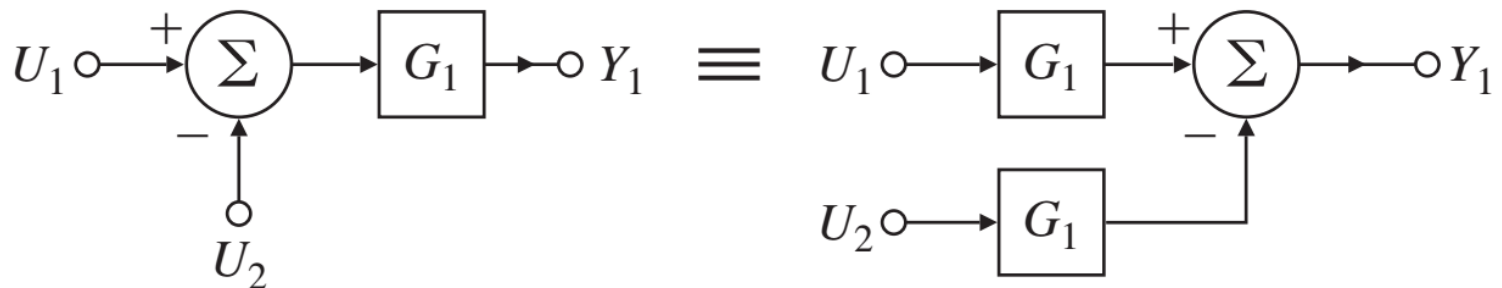 U₁ + Σ G₁ Y₁ ≡ U₁ G₁ + Σ Y₁
− −
U₂ G₁
U₂